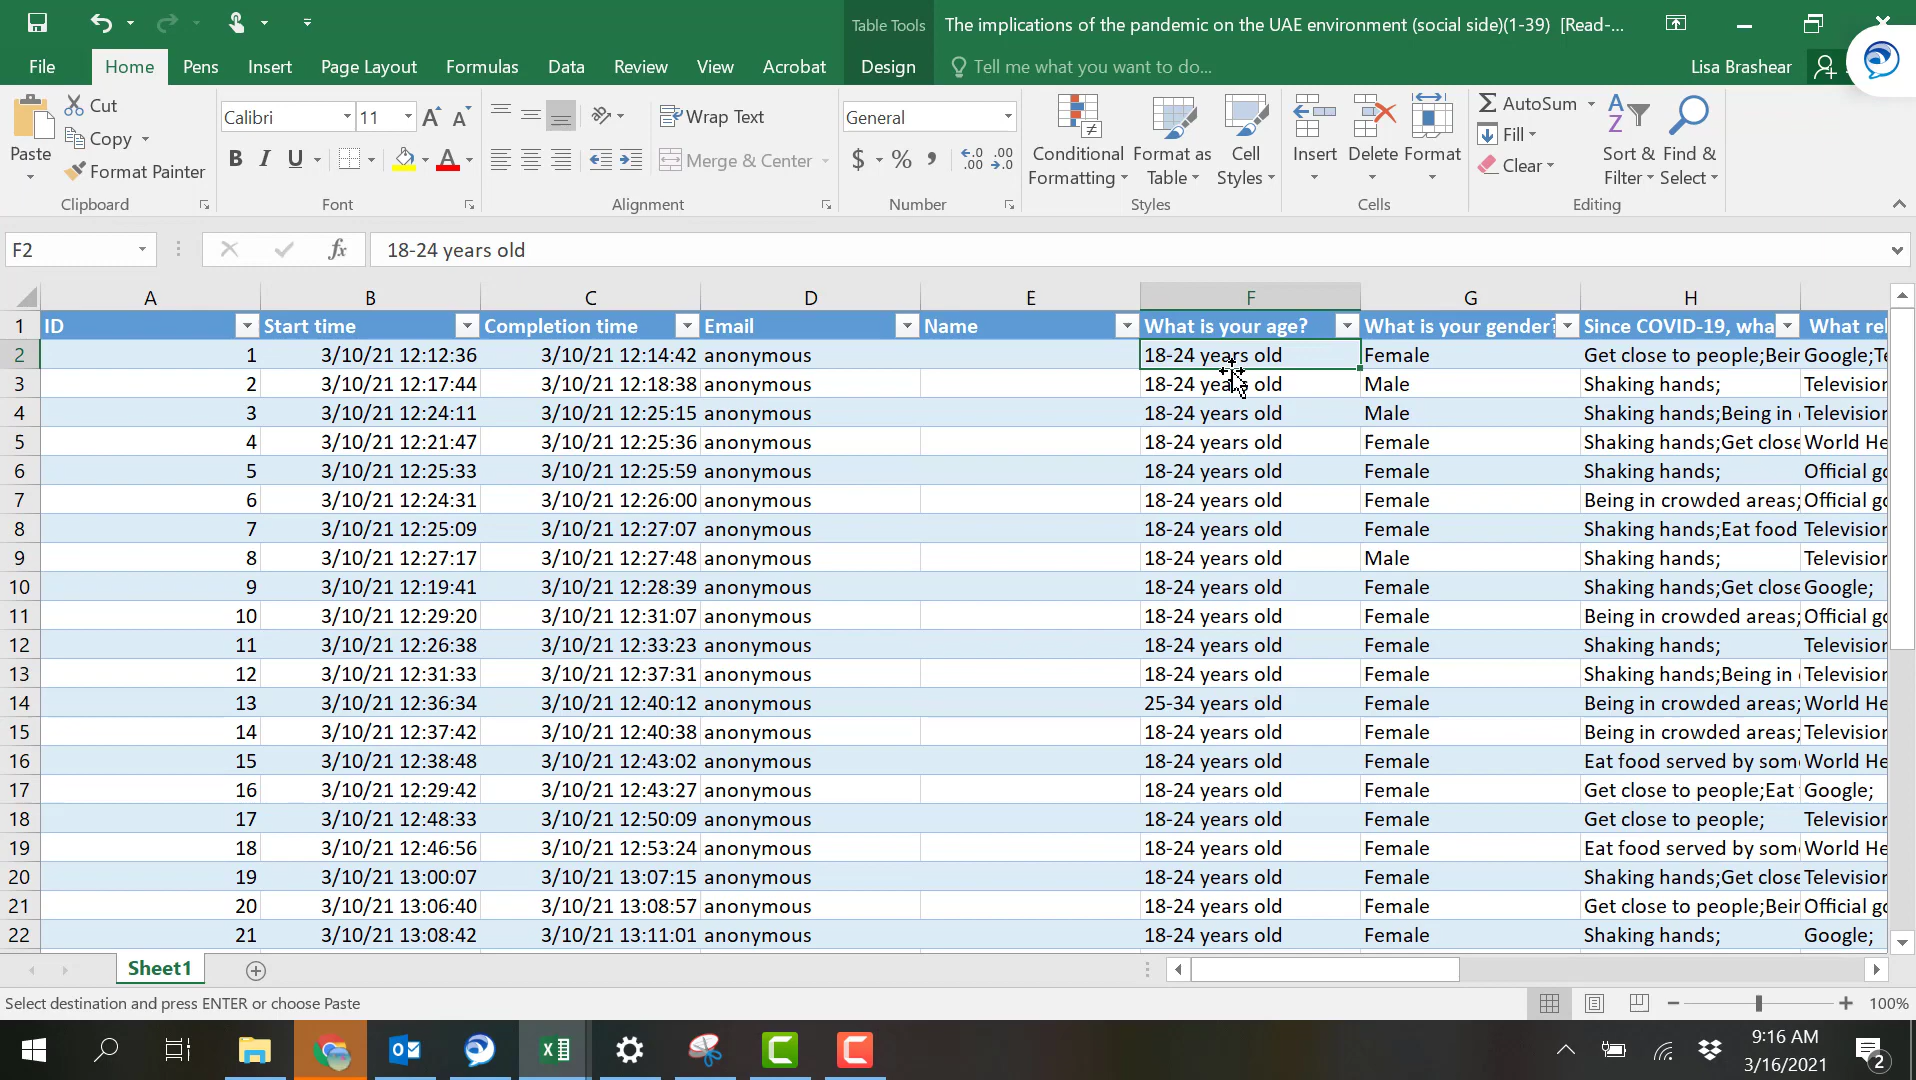 Table Tools
The implications of the pandemic on the UAE environment (social side)(1-39) [Read-...
File Home Pens Insert Page Layout Formulas Data Review View Acrobat Design Tell me what you want to do... Lisa Brashear
Paste Cut Copy Format Painter Clipboard
Calibri 11 B I U A Font
Wrap Text Merge & Center Alignment
General $ % , .00 Number
Conditional Formatting Format as Table Cell Styles Styles
Insert Delete Format Cells
AutoSum Fill Clear Sort & Filter Find & Select Editing
F2 fx 18-24 years old
A B C D E F G H
1 ID Start time Completion time Email Name What is your age? What is your gender? Since COVID-19, wha What rel
2 1 3/10/21 12:12:36 3/10/21 12:14:42 anonymous 18-24 years old Female Get close to people;Bein Google;Te
3 2 3/10/21 12:17:44 3/10/21 12:18:38 anonymous 18-24 years old Male Shaking hands; Television
4 3 3/10/21 12:24:11 3/10/21 12:25:15 anonymous 18-24 years old Male Shaking hands;Being in Television
5 4 3/10/21 12:21:47 3/10/21 12:25:36 anonymous 18-24 years old Female Shaking hands;Get close World He
6 5 3/10/21 12:25:33 3/10/21 12:25:59 anonymous 18-24 years old Female Shaking hands; Official go
7 6 3/10/21 12:24:31 3/10/21 12:26:00 anonymous 18-24 years old Female Being in crowded areas; Official go
8 7 3/10/21 12:25:09 3/10/21 12:27:07 anonymous 18-24 years old Female Shaking hands;Eat food Television
9 8 3/10/21 12:27:17 3/10/21 12:27:48 anonymous 18-24 years old Male Shaking hands; Television
10 9 3/10/21 12:19:41 3/10/21 12:28:39 anonymous 18-24 years old Female Shaking hands;Get close Google;
11 10 3/10/21 12:29:20 3/10/21 12:31:07 anonymous 18-24 years old Female Being in crowded areas; Official go
12 11 3/10/21 12:26:38 3/10/21 12:33:23 anonymous 18-24 years old Female Shaking hands; Television
13 12 3/10/21 12:31:33 3/10/21 12:37:31 anonymous 18-24 years old Female Shaking hands;Being in Television
14 13 3/10/21 12:36:34 3/10/21 12:40:12 anonymous 25-34 years old Female Being in crowded areas; World He
15 14 3/10/21 12:37:42 3/10/21 12:40:38 anonymous 18-24 years old Female Being in crowded areas; Television
16 15 3/10/21 12:38:48 3/10/21 12:43:02 anonymous 18-24 years old Female Eat food served by som World He
17 16 3/10/21 12:29:42 3/10/21 12:43:27 anonymous 18-24 years old Female Get close to people;Eat Google;
18 17 3/10/21 12:48:33 3/10/21 12:50:09 anonymous 18-24 years old Female Get close to people; Television
19 18 3/10/21 12:46:56 3/10/21 12:53:24 anonymous 18-24 years old Female Eat food served by som World He
20 19 3/10/21 13:00:07 3/10/21 13:07:15 anonymous 18-24 years old Female Shaking hands;Get close Television
21 20 3/10/21 13:06:40 3/10/21 13:08:57 anonymous 18-24 years old Female Get close to people;Bein Official go
22 21 3/10/21 13:08:42 3/10/21 13:11:01 anonymous 18-24 years old Female Shaking hands; Google;
Sheet1
Select destination and press ENTER or choose Paste 100%
9:16 AM
3/16/2021
2